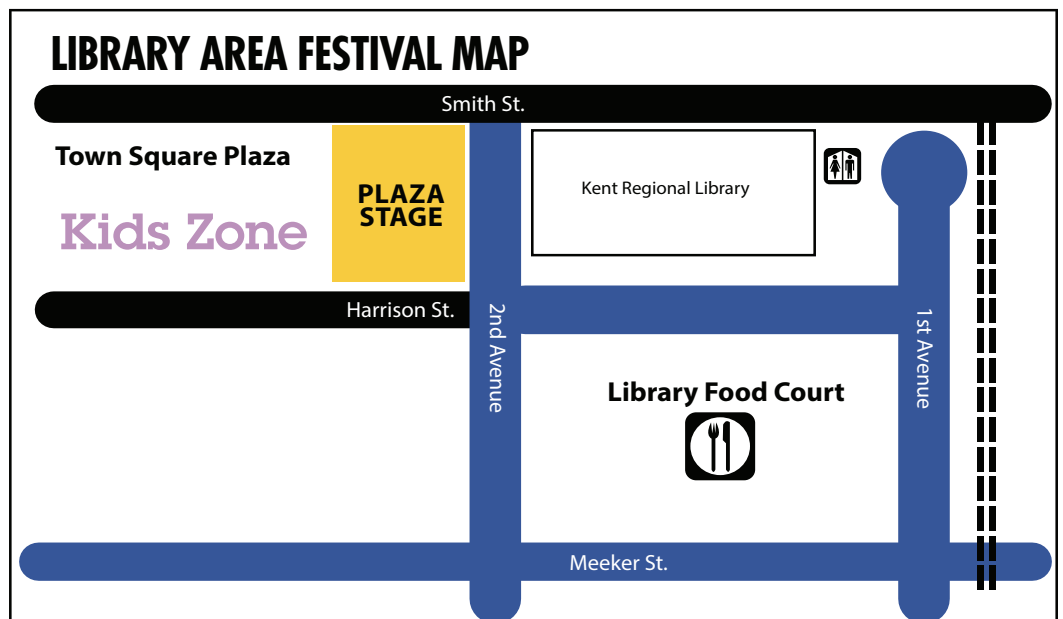 LIBRARY AREA FESTIVAL MAP
Smith St.
Town Square Plaza
Kids Zone
PLAZA
STAGE
Kent Regional Library
Harrison St.
2nd Avenue
1st Avenue
Library Food Court
Meeker St.